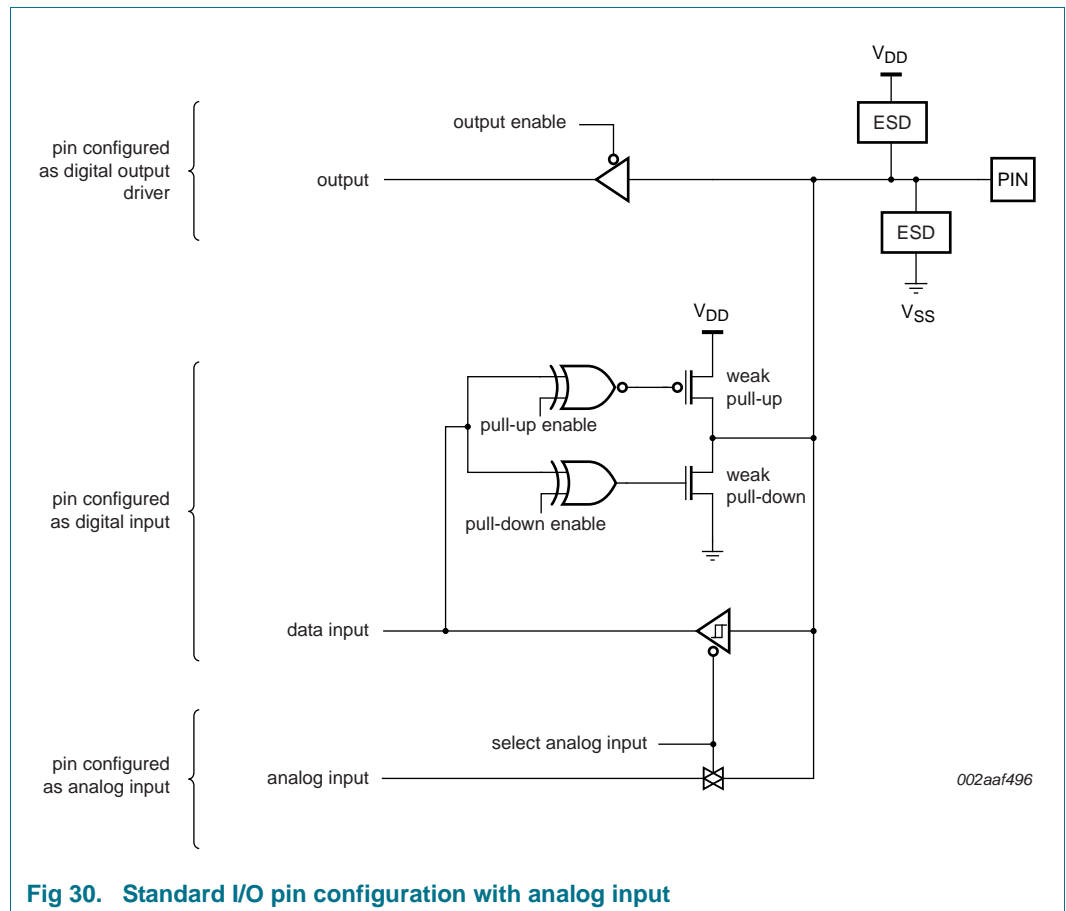 VDD
ESD
output enable
pin configured
as digital output
driver
output
PIN
ESD
VSS
VDD
weak
pull-up
pull-up enable
weak
pull-down
pin configured
as digital input
pull-down enable
data input
select analog input
pin configured
as analog input
analog input
002aaf496
Fig 30. Standard I/O pin configuration with analog input